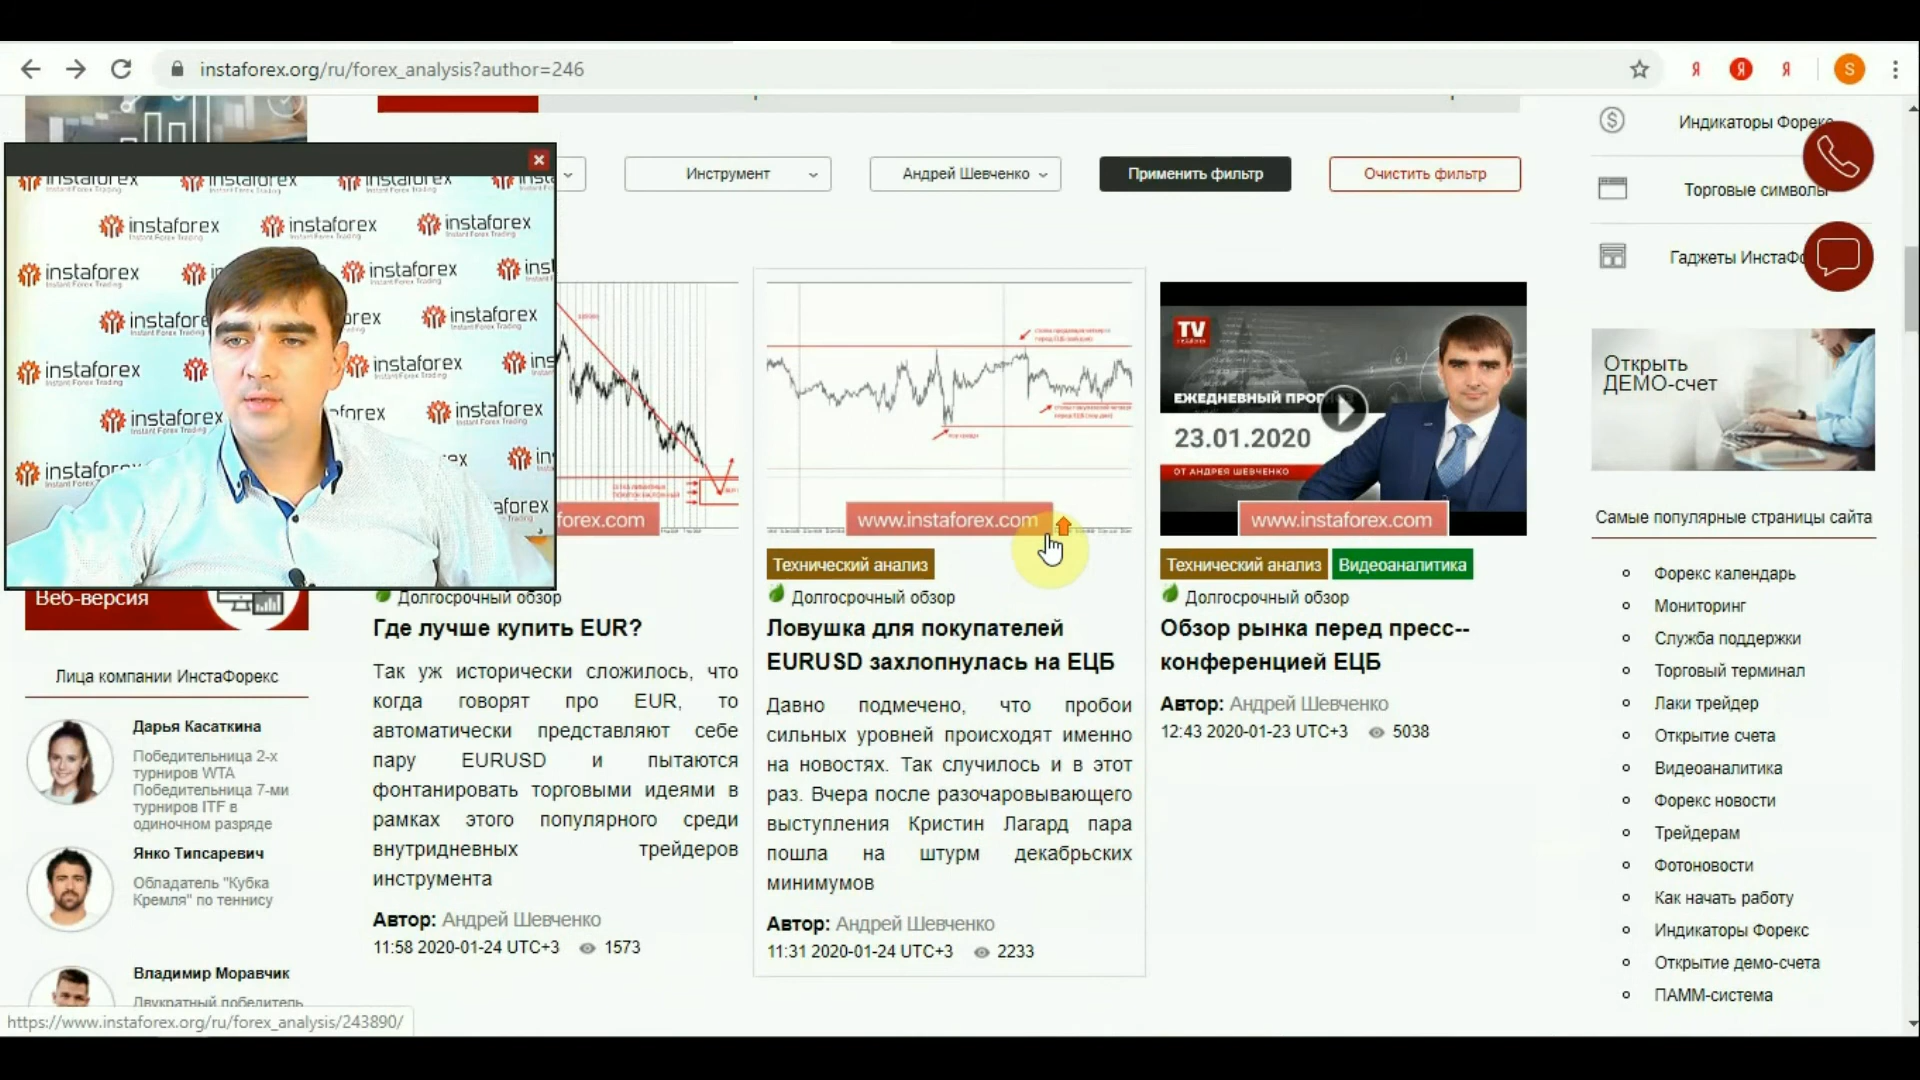 instaforex.org/ru/forex_analysis?author=246
S
Инструмент
Андрей Шевченко
Применить фильтр
Очистить фильтр
Индикаторы Форекс
Торговые символы
Гаджеты ИнстаФо
instaforex
Instant Forex Trading
Открыть
ДЕМО-счет
Веб-версия
Лица компании ИнстаФорекс
Дарья Касаткина
Победительница 2-х
турниров WTA
Победительница 7-ми
турниров ITF в
одиночном разряде
Янко Типсаревич
Обладатель "Кубка
Кремля" по теннису
Владимир Моравчик
Двукратный победитель
forex.com
Долгосрочный обзор
Где лучше купить EUR?
Так уж исторически сложилось, что
когда говорят про EUR, то
автоматически представляют себе
пару EURUSD и пытаются
фонтанировать торговыми идеями в
рамках этого популярного среди
внутридневных трейдеров
инструмента
Автор: Андрей Шевченко
11:58 2020-01-24 UTC+3 1573
www.instaforex.com
Технический анализ
Долгосрочный обзор
Ловушка для покупателей
EURUSD захлопнулась на ЕЦБ
Давно подмечено, что пробои
сильных уровней происходят именно
на новостях. Так случилось и в этот
раз. Вчера после разочаровывающего
выступления Кристин Лагард пара
пошла на штурм декабрьских
минимумов
Автор: Андрей Шевченко
11:31 2020-01-24 UTC+3 2233
TV
ЕЖЕДНЕВНЫЙ ПРОГНОЗ
23.01.2020
ОТ АНДРЕЯ ШЕВЧЕНКО
www.instaforex.com
Технический анализ Видеоаналитика
Долгосрочный обзор
Обзор рынка перед пресс--
конференцией ЕЦБ
Автор: Андрей Шевченко
12:43 2020-01-23 UTC+3 5038
Самые популярные страницы сайта
Форекс календарь
Мониторинг
Служба поддержки
Торговый терминал
Лаки трейдер
Открытие счета
Видеоаналитика
Форекс новости
Трейдерам
Фотоновости
Как начать работу
Индикаторы Форекс
Открытие демо-счета
ПАММ-система
https://www.instaforex.org/ru/forex_analysis/243890/